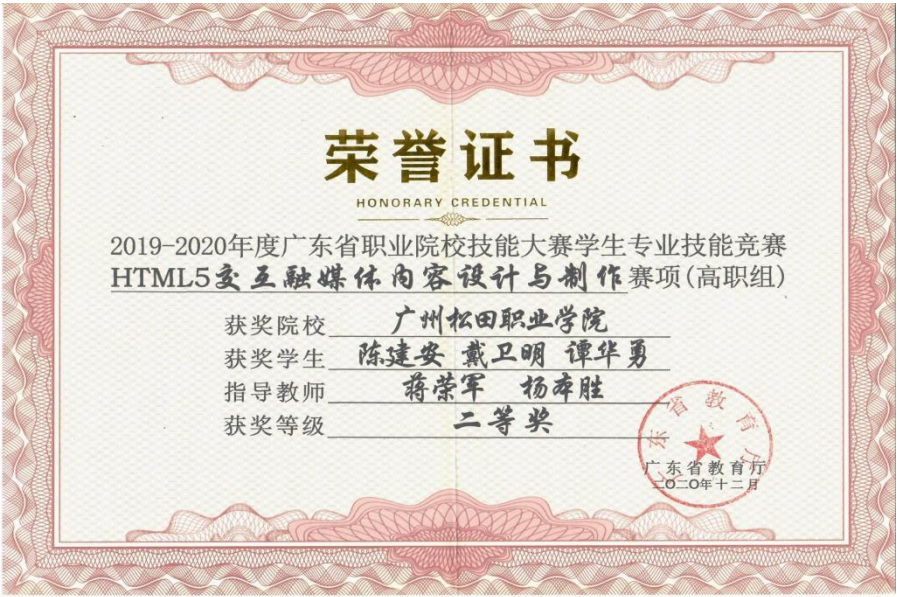 荣誉证书
HONORARY CREDENTIAL
2019-2020年度广东省职业院校技能大赛学生专业技能竞赛
HTML5交互融媒体内容设计与制作赛项(高职组)
获奖院校 广州松田职业学院
获奖学生 陈建安 戴卫明 谭华勇
指导教师 蒋荣军 杨本胜
获奖等级 二等奖
广东省教育厅
广东省教育厅
二〇二〇年十二月